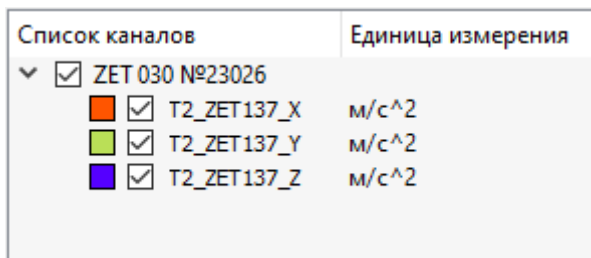 Список каналов Единица измерения
ZET 030 №23026
T2_ZET137_X м/с^2
T2_ZET137_Y м/с^2
T2_ZET137_Z м/с^2